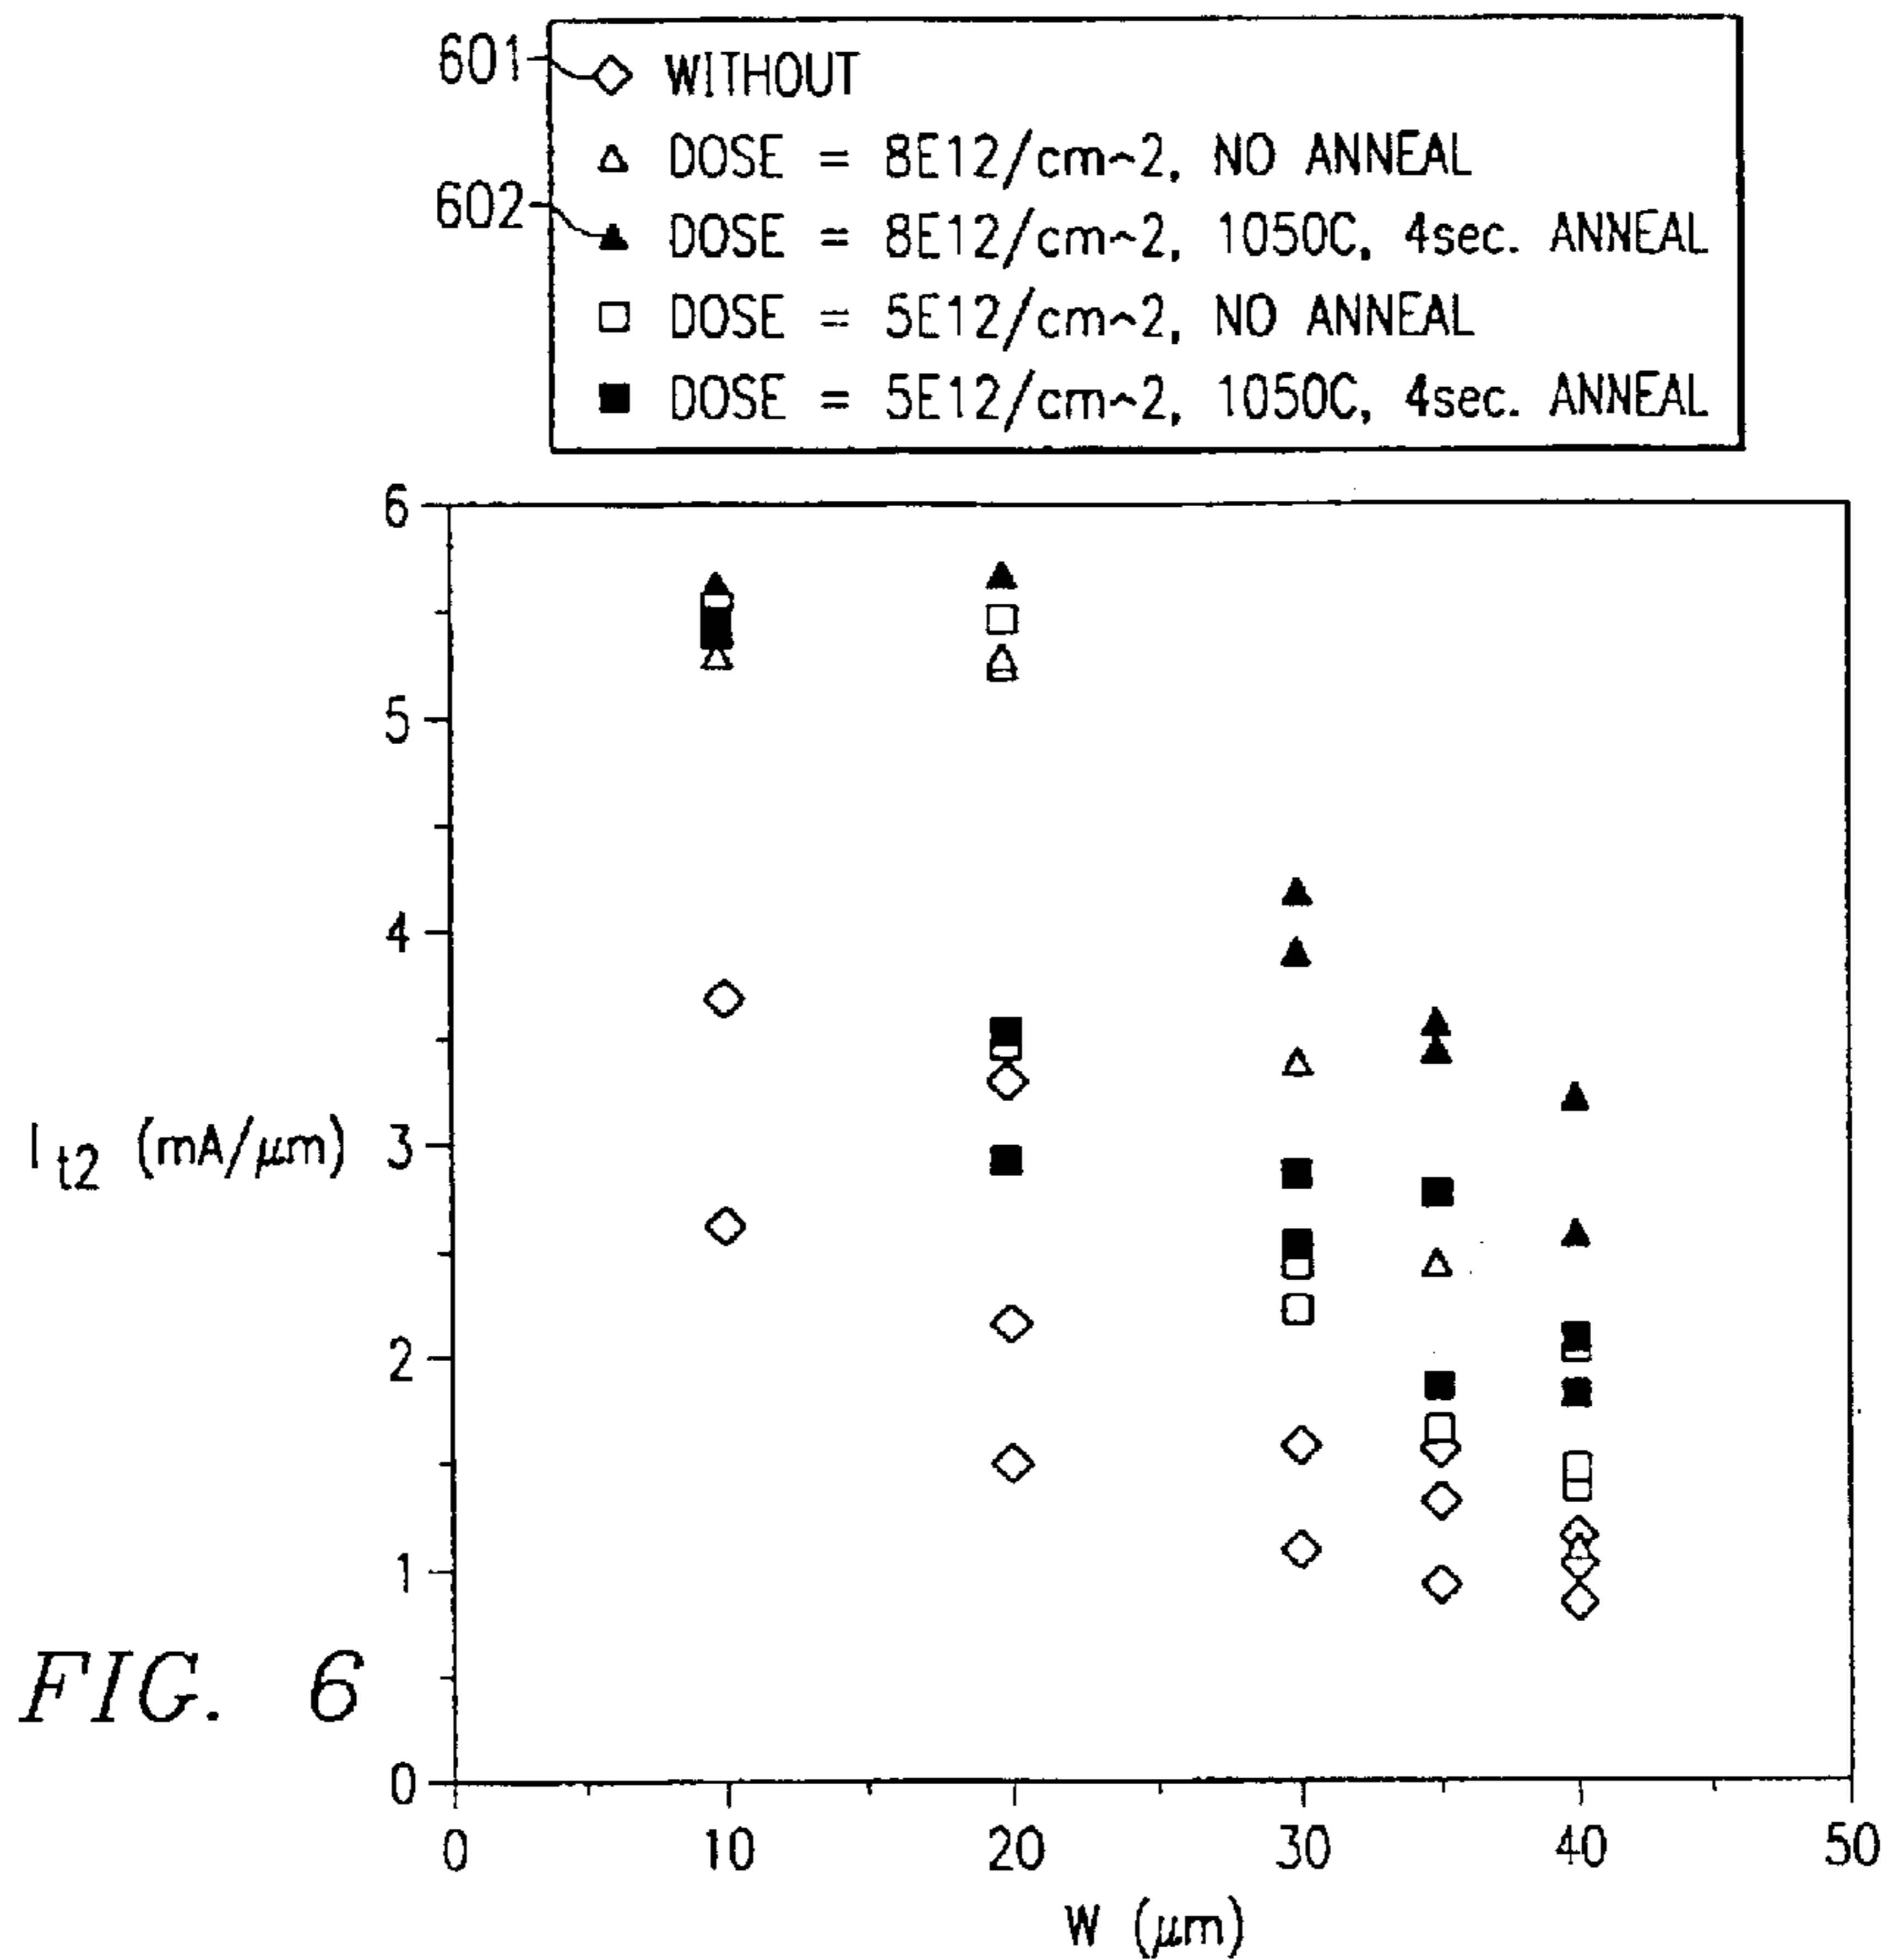 601 WITHOUT
DOSE = 8E12/cm~2, NO ANNEAL
602 DOSE = 8E12/cm~2, 1050C, 4sec. ANNEAL
DOSE = 5E12/cm~2, NO ANNEAL
DOSE = 5E12/cm~2, 1050C, 4sec. ANNEAL
6
5
4
3
2
1
0
It2 (mA/μm)
0 10 20 30 40 50
W (μm)
FIG. 6